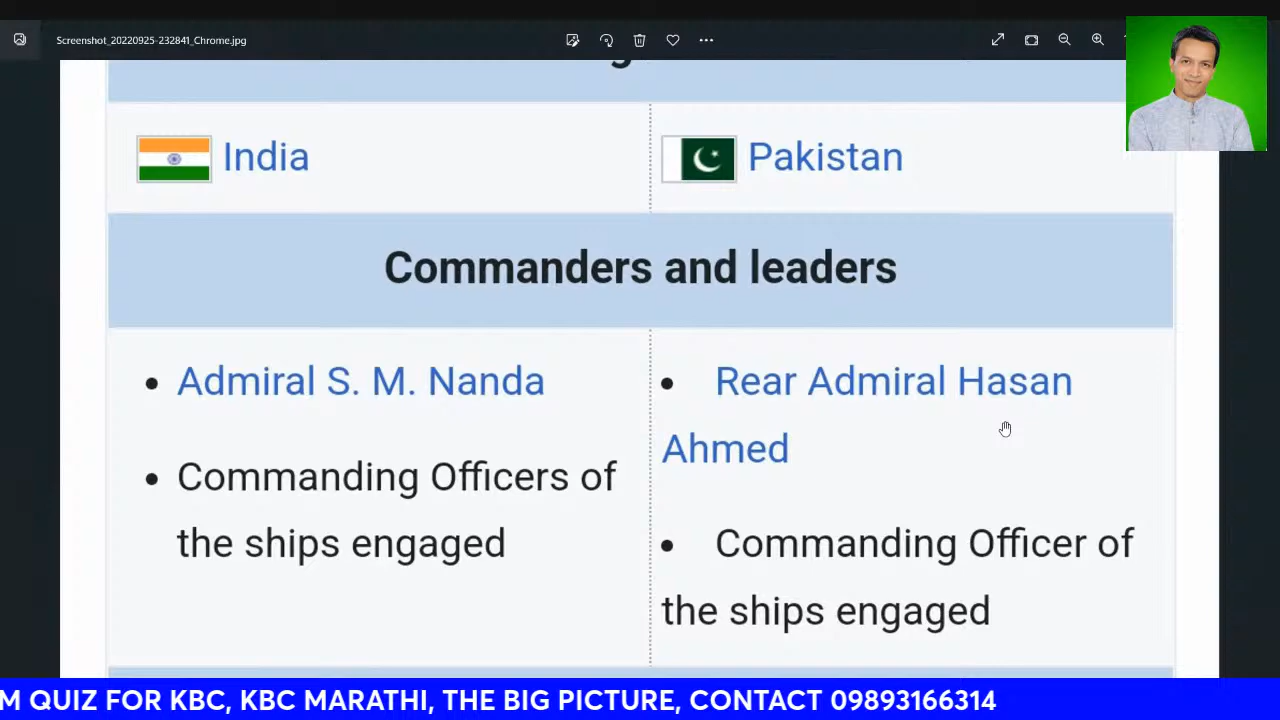 Screenshot_20220925-232841_Chrome.jpg
India
Pakistan
Commanders and leaders
Admiral S. M. Nanda
Commanding Officers of
the ships engaged
Rear Admiral Hasan
Ahmed
Commanding Officer of
the ships engaged
M QUIZ FOR KBC, KBC MARATHI, THE BIG PICTURE, CONTACT 09893166314